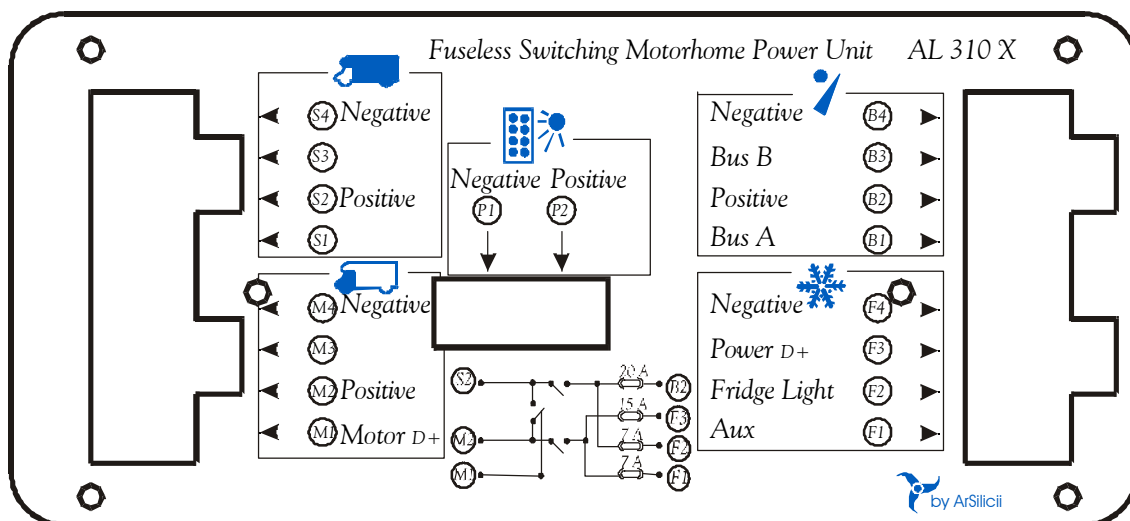 Fuseless Switching Motorhome Power Unit AL 310 X
S4 Negative
S3
S2 Positive
S1
Negative Positive
P1 P2
Negative B4
Bus B B3
Positive B2
Bus A B1
M4 Negative
M3
M2 Positive
M1 Motor D+
Negative F4
Power D+ F3
Fridge Light F2
Aux F1
S2 20 A B2
15 A F3
M2 7 A F2
M1 7 A F1
by ArSilicii